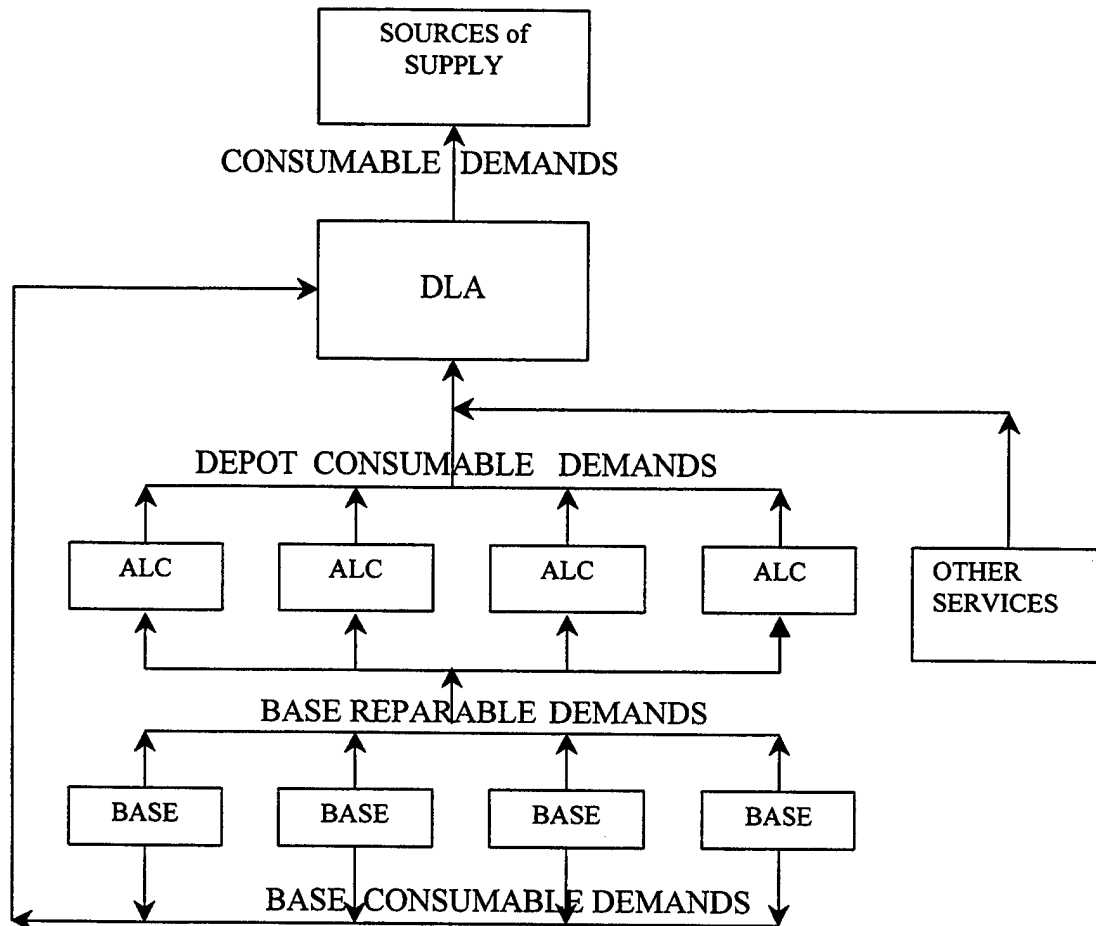 SOURCES of
SUPPLY
CONSUMABLE DEMANDS
DLA
DEPOT CONSUMABLE DEMANDS
ALC
ALC
ALC
ALC
OTHER
SERVICES
BASE REPARABLE DEMANDS
BASE
BASE
BASE
BASE
BASE CONSUMABLE DEMANDS